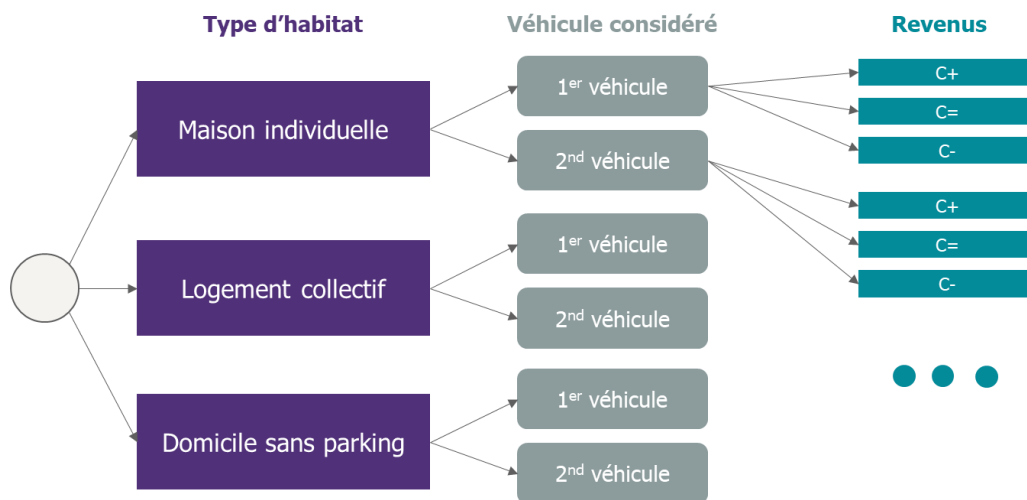 Type d’habitat
Véhicule considéré
Revenus
Maison individuelle
1er véhicule
2nd véhicule
C+
C=
C-
C+
C=
C-
Logement collectif
1er véhicule
2nd véhicule
Domicile sans parking
1er véhicule
2nd véhicule